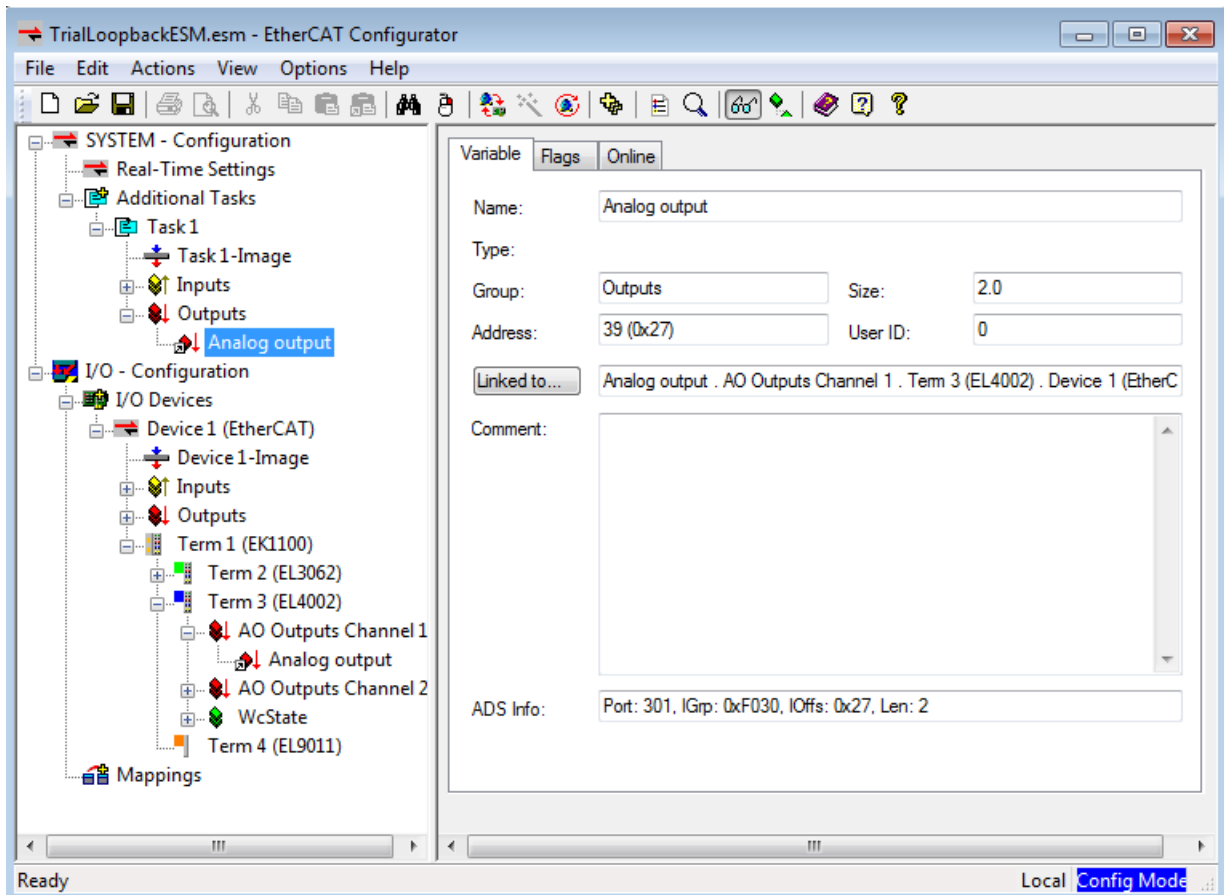 TrialLoopbackESM.esm - EtherCAT Configurator
File Edit Actions View Options Help
SYSTEM - Configuration
Real-Time Settings
Additional Tasks
Task 1
Task 1-Image
Inputs
Outputs
Analog output
I/O - Configuration
I/O Devices
Device 1 (EtherCAT)
Device 1-Image
Inputs
Outputs
Term 1 (EK1100)
Term 2 (EL3062)
Term 3 (EL4002)
AO Outputs Channel 1
Analog output
AO Outputs Channel 2
WcState
Term 4 (EL9011)
Mappings
Variable Flags Online
Name: Analog output
Type:
Group: Outputs Size: 2.0
Address: 39 (0x27) User ID: 0
Linked to... Analog output . AO Outputs Channel 1 . Term 3 (EL4002) . Device 1 (EtherC
Comment:
ADS Info: Port: 301, IGrp: 0xF030, IOffs: 0x27, Len: 2
Ready Local Config Mode